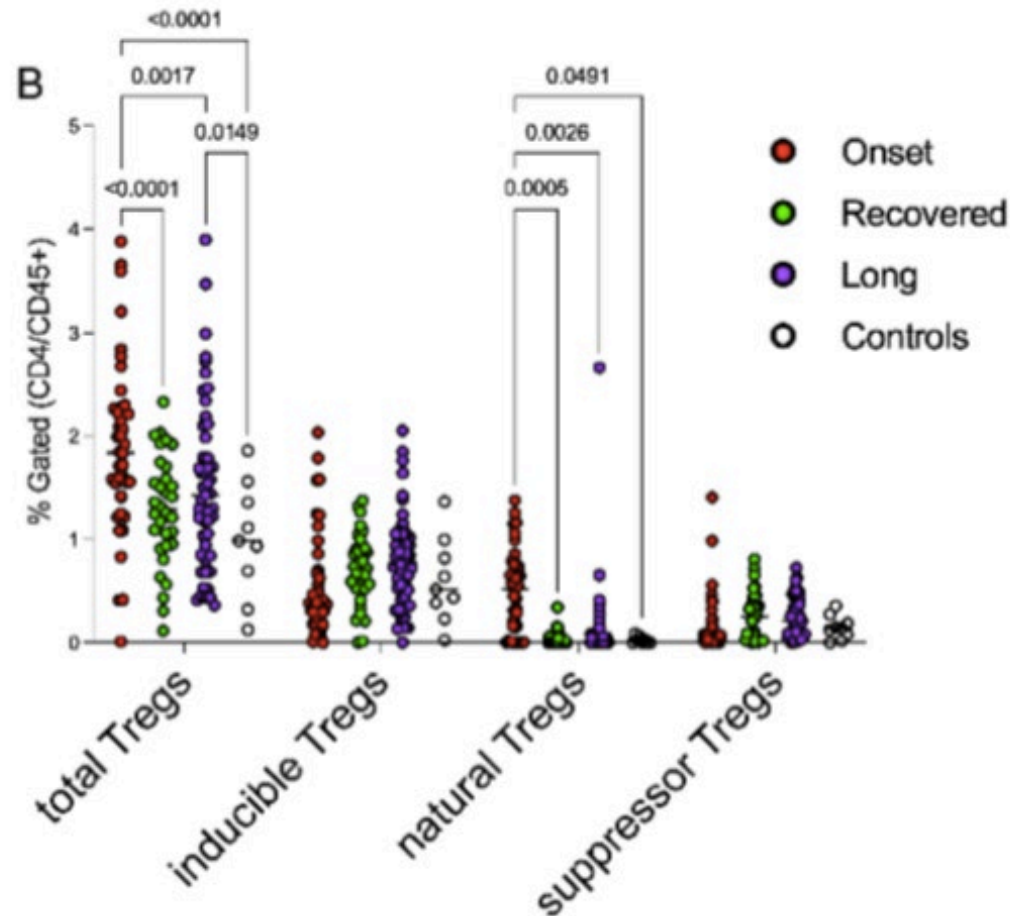 <0.0001
B
0.0017
0.0491
0.0149
0.0026
<0.0001
0.0005
5
4
3
2
1
0
% Gated (CD4/CD45+)
Onset
Recovered
Long
Controls
total Tregs
inducible Tregs
natural Tregs
suppressor Tregs